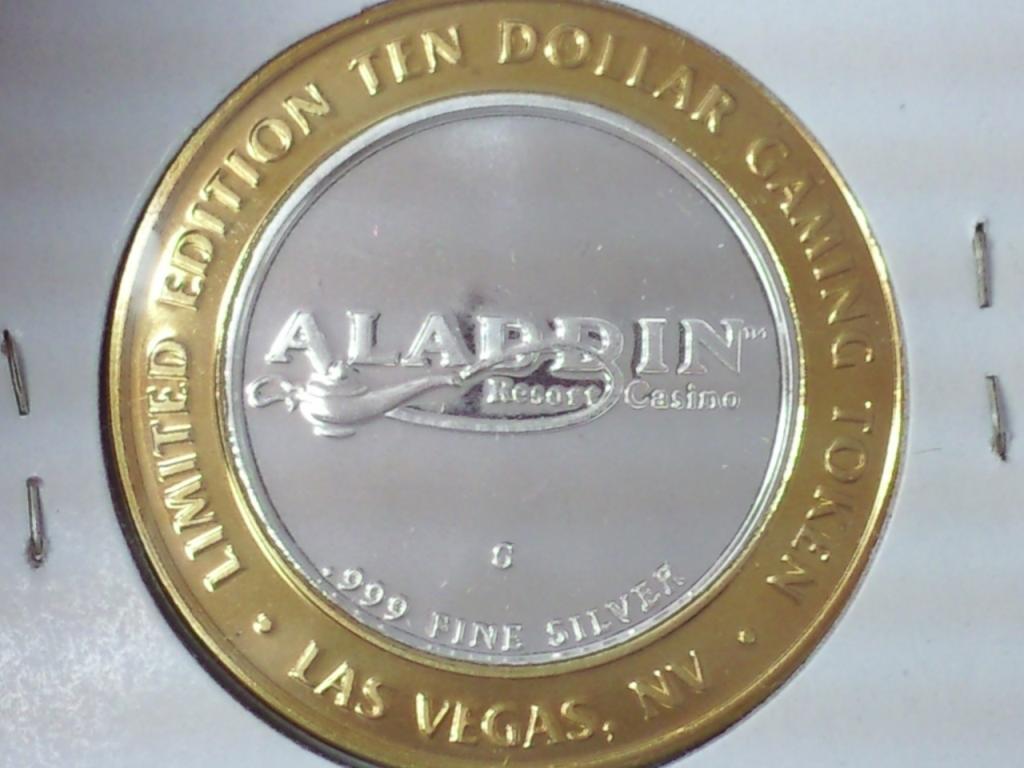 LIMITED EDITION TEN DOLLAR GAMING TOKEN
ALADDIN™
Resort Casino
G
.999 FINE SILVER
• LAS VEGAS, NV •